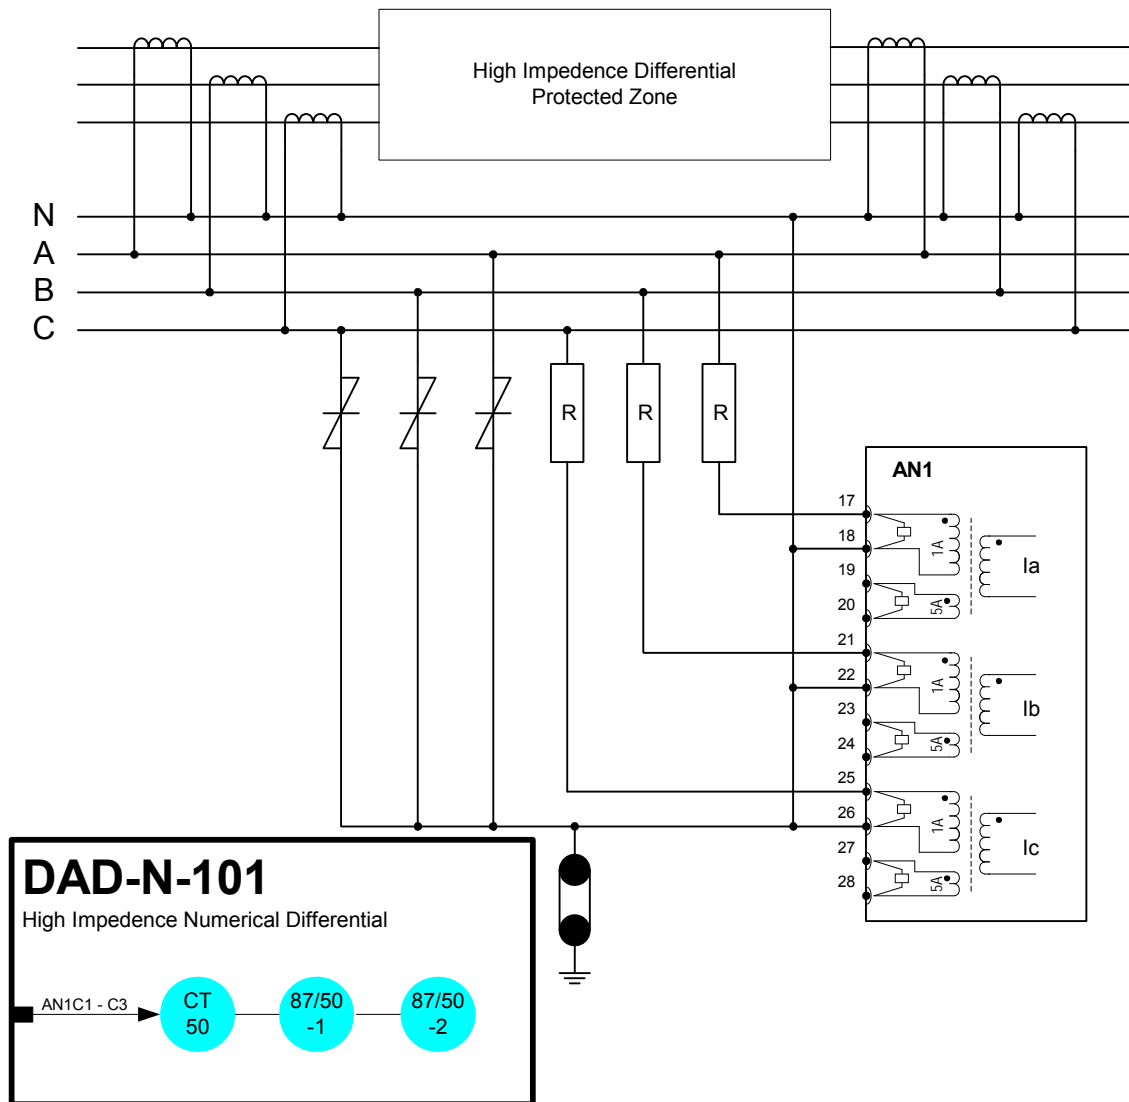 High Impedence Differential
Protected Zone
N
A
B
C
R R R
AN1
17
18
19
20
21
22
23
24
25
26
27
28
1A
5A
Ia
1A
5A
Ib
1A
5A
Ic
DAD-N-101
High Impedence Numerical Differential
AN1C1 - C3
CT
50
87/50
-1
87/50
-2